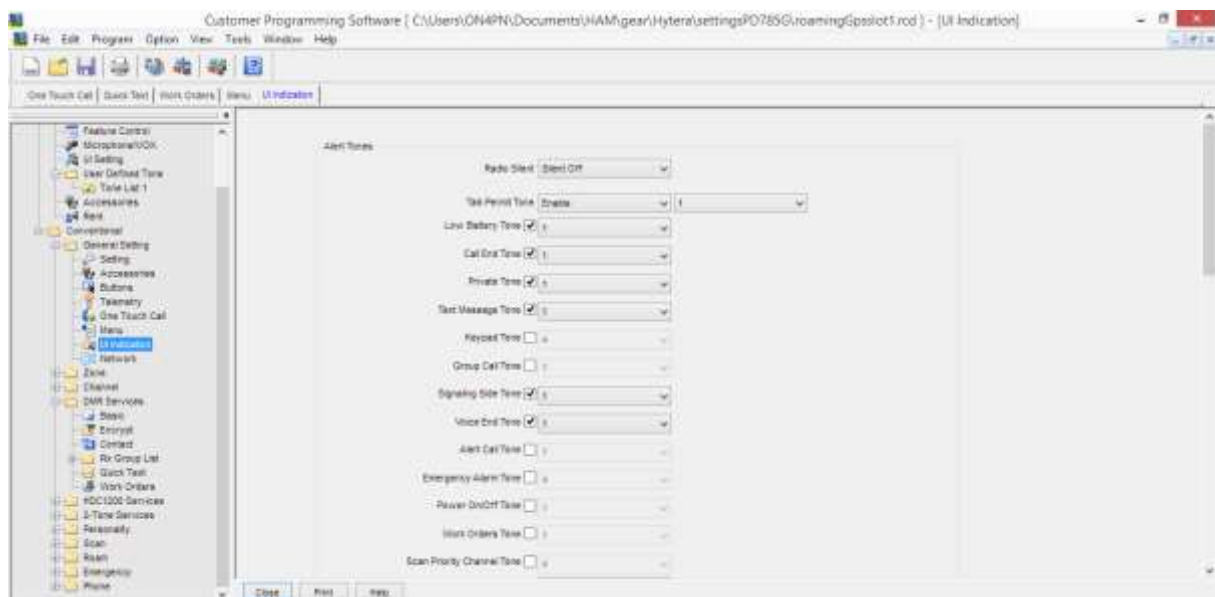 Customer Programming Software [ C:\Users\ON4PN\Documents\HAM\gear\Hytera\settingsPD785G\roamingGpsslot1.rcd ] - [UI Indication]
File Edit Program Option View Tools Window Help
One Touch Call | Quick Text | Work Orders | Menu UI Indication
Feature Control
Microphone/VOX
UI Setting
User Defined Tone
Tone List 1
Accessories
Conventional
General Setting
Setting
Accessories
Buttons
Telemetry
One Touch Call
Menu
UI Indication
Network
Zone
Channel
DMR Services
Basic
Encrypt
Contact
Rx Group List
Quick Text
Work Orders
HDC1200 Services
2-Tone Services
Personality
Scan
Roam
Emergency
Phone
Alert Tones
Radio Silent Silent Off
Talk Permit Tone Enable 1
Low Battery Tone
Call End Tone
Private Tone
Text Message Tone
Keypad Tone
Group Call Tone
Signaling Side Tone
Voice End Tone
Alert Call Tone
Emergency Alarm Tone
Power On/Off Tone
Work Orders Tone
Scan Priority Channel Tone
Close Print Help